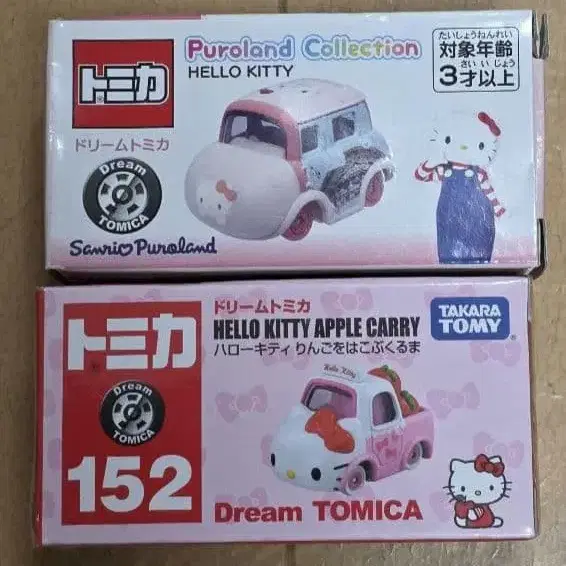 トミカ
Puroland Collection
HELLO KITTY
たいしょうねんれい
対象年齢
さい いじょう
3才以上
ドリームトミカ
Dream
TOMICA
Sanrio Puroland
トミカ
ドリームトミカ
HELLO KITTY APPLE CARRY
ハローキティ りんごをはこぶくるま
TAKARA
TOMY
Dream
TOMICA
Hello Kitty
152
Dream TOMICA